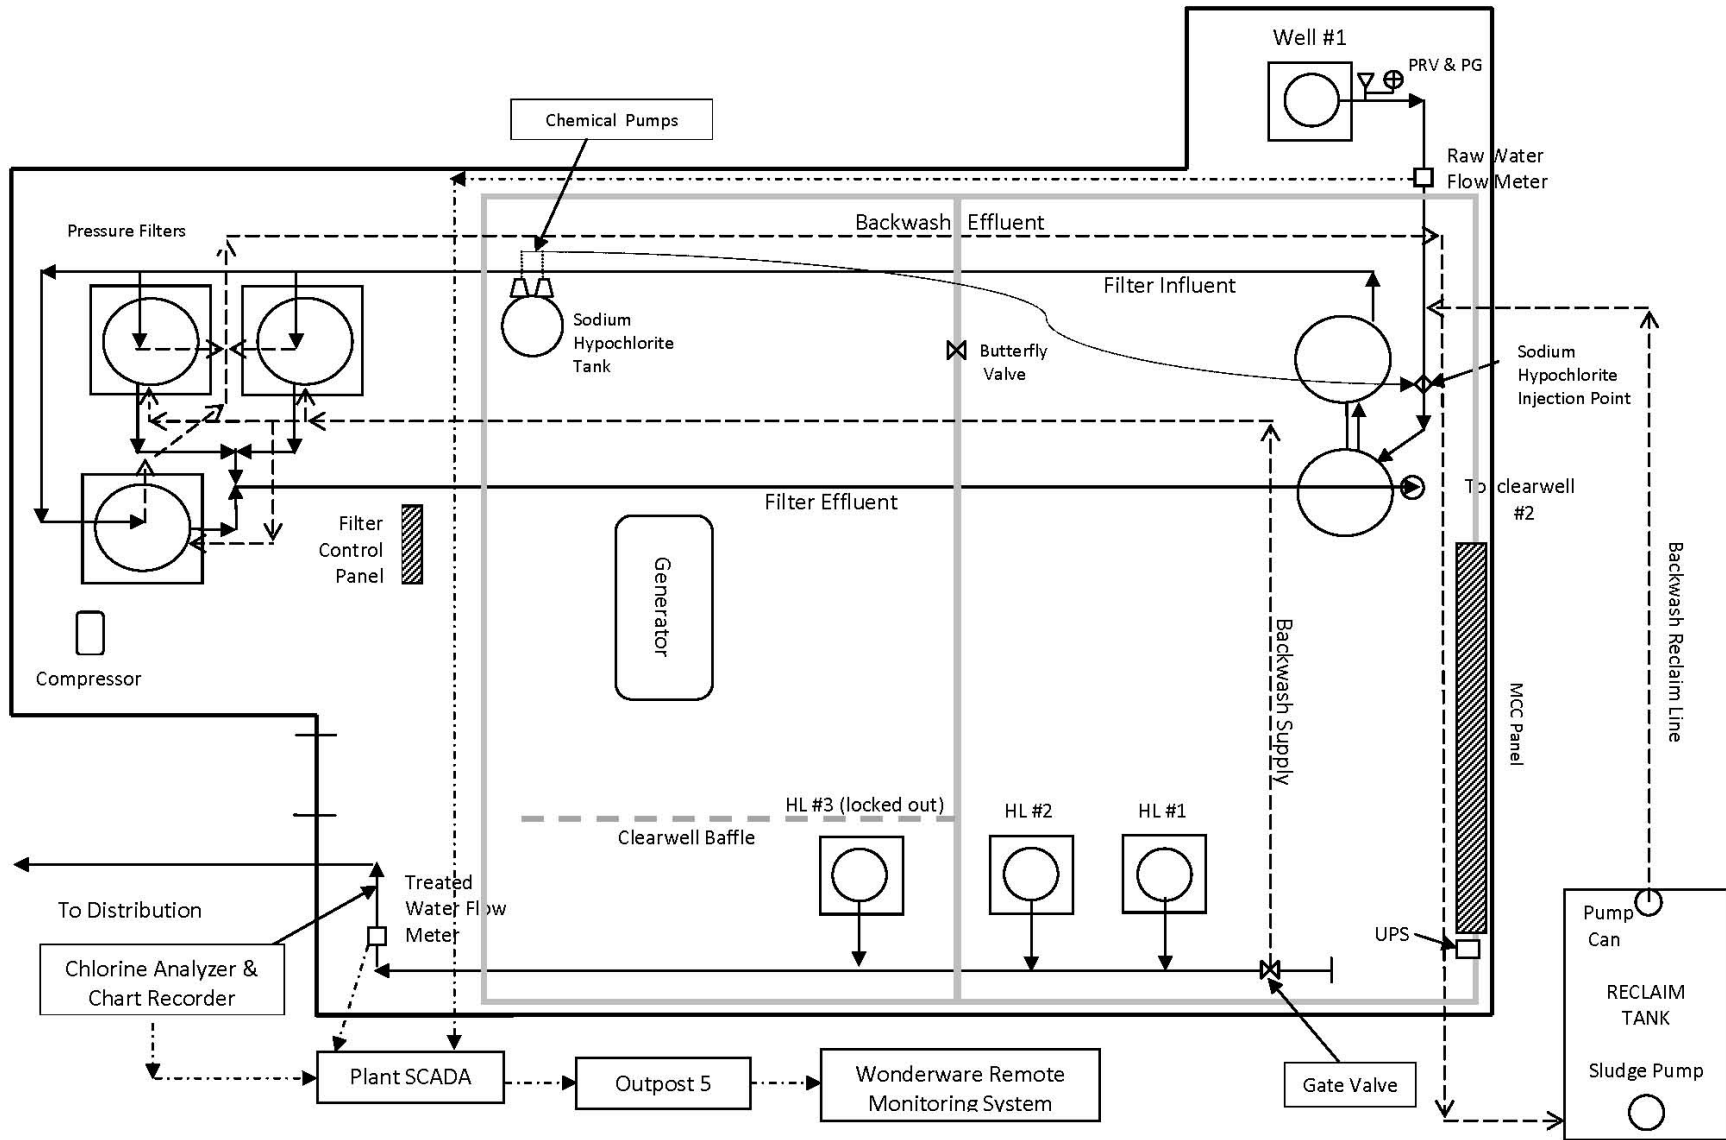 Well #1
PRV & PG
Chemical Pumps
Raw Water
Flow Meter
Backwash Effluent
Pressure Filters
Filter Influent
Sodium
Hypochlorite
Tank
Butterfly
Valve
Sodium
Hypochlorite
Injection Point
Filter Effluent
To clearwell
#2
Filter
Control
Panel
Generator
Backwash Supply
MCC Panel
Backwash Reclaim Line
Compressor
HL #3 (locked out)
HL #2
HL #1
Clearwell Baffle
Treated
Water Flow
Meter
To Distribution
Chlorine Analyzer &
Chart Recorder
UPS
Pump
Can
RECLAIM
TANK
Sludge Pump
Plant SCADA
Outpost 5
Wonderware Remote
Monitoring System
Gate Valve